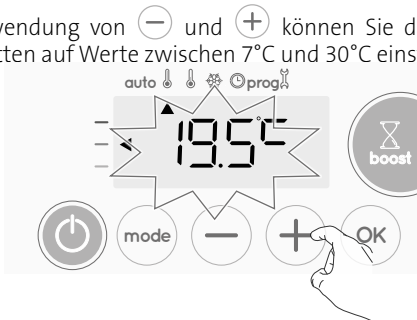 vendung von − und + können Sie d
tten auf Werte zwischen 7°C und 30°C eins
auto prog
19.5°C
boost
mode − + OK